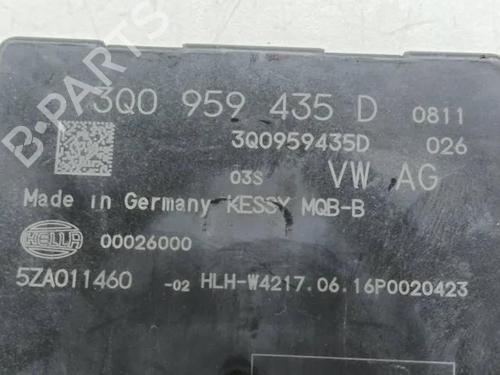 3Q0 959 435 D 0811
3Q0959435D 026
03S VW AG
Made in Germany KESSY MQB-B
HELLA 00026000
5ZA011460 -02 HLH-W4217.06.16P0020423
B-Parts